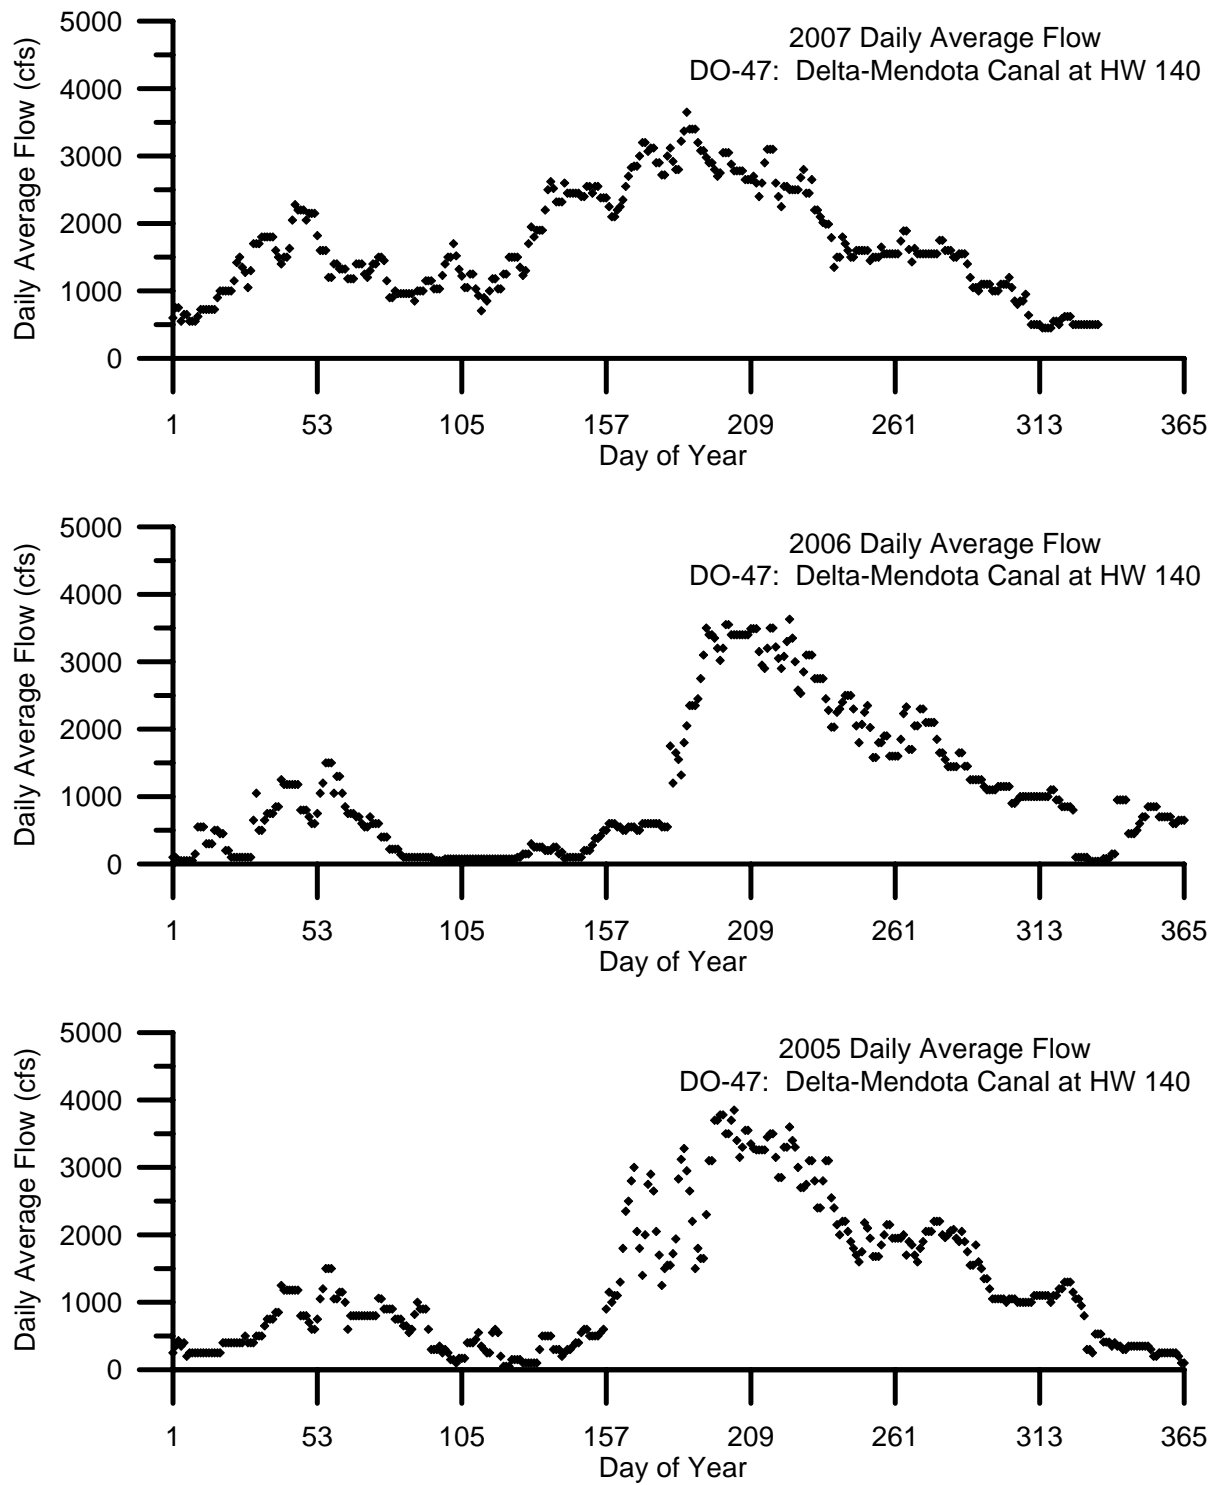 2007 Daily Average Flow
DO-47:  Delta-Mendota Canal at HW 140
Daily Average Flow (cfs)
5000
4000
3000
2000
1000
0
1 53 105 157 209 261 313 365
Day of Year
2006 Daily Average Flow
DO-47:  Delta-Mendota Canal at HW 140
Daily Average Flow (cfs)
5000
4000
3000
2000
1000
0
1 53 105 157 209 261 313 365
Day of Year
2005 Daily Average Flow
DO-47:  Delta-Mendota Canal at HW 140
Daily Average Flow (cfs)
5000
4000
3000
2000
1000
0
1 53 105 157 209 261 313 365
Day of Year